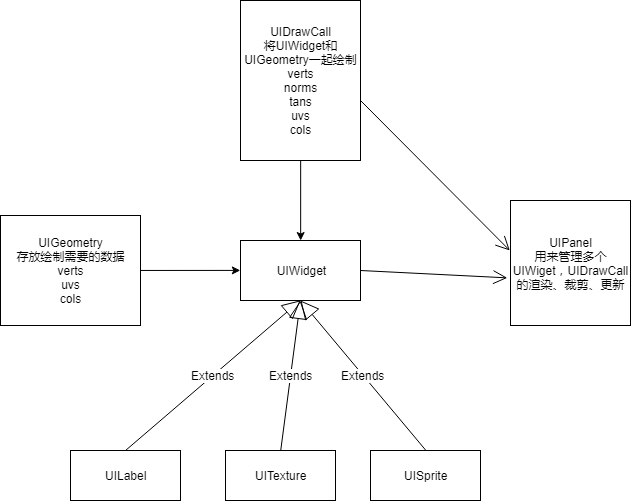 UIDrawCall
将UIWidget和
UIGeometry一起绘制
verts
norms
tans
uvs
cols
UIGeometry
存放绘制需要的数据
verts
uvs
cols
UIWidget
UIPanel
用来管理多个
UIWiget，UIDrawCall
的渲染、裁剪、更新
Extends
Extends
Extends
UILabel
UITexture
UISprite